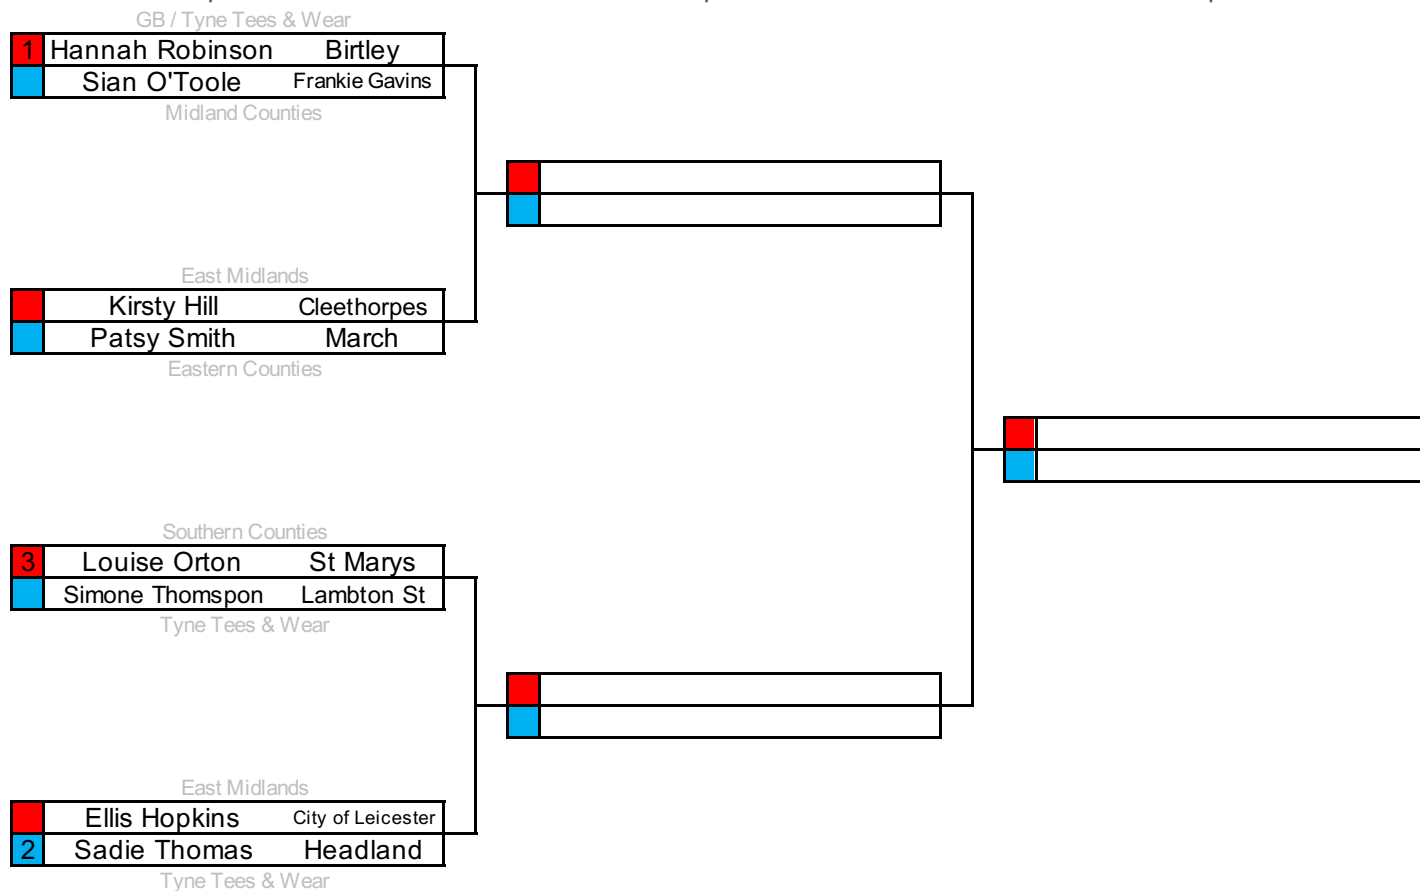 GB / Tyne Tees & Wear
1 Hannah Robinson Birtley
Sian O'Toole Frankie Gavins
Midland Counties
East Midlands
Kirsty Hill Cleethorpes
Patsy Smith March
Eastern Counties
Southern Counties
3 Louise Orton St Marys
Simone Thomspon Lambton St
Tyne Tees & Wear
East Midlands
Ellis Hopkins City of Leicester
2 Sadie Thomas Headland
Tyne Tees & Wear